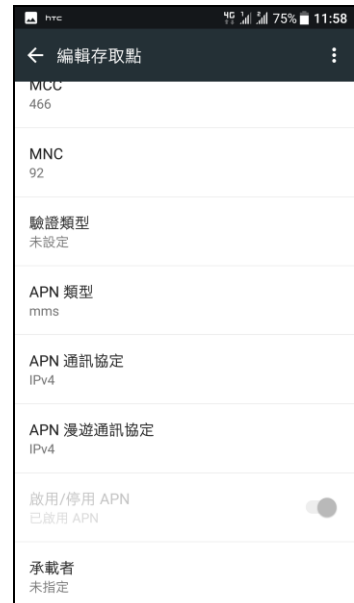 htc 4G 1 2 75% 11:58
編輯存取點
MCC
466
MNC
92
驗證類型
未設定
APN 類型
mms
APN 通訊協定
IPv4
APN 漫遊通訊協定
IPv4
啟用/停用 APN
已啟用 APN
承載者
未指定